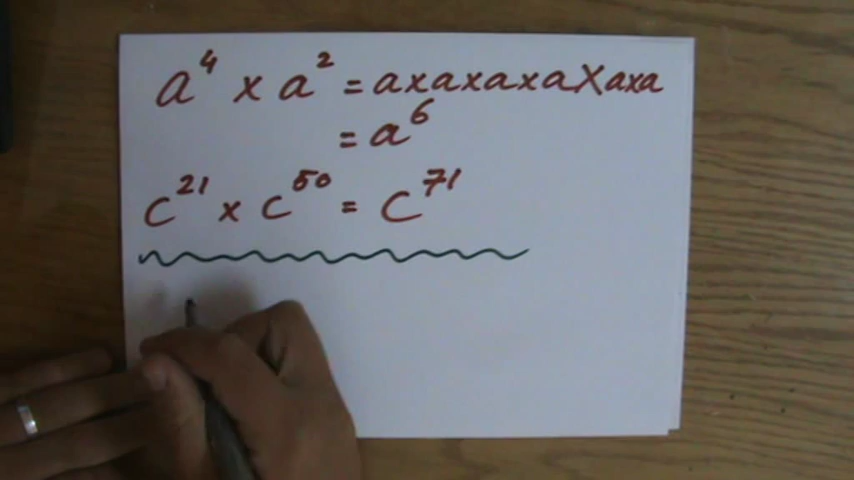 a⁴ x a² = axaxaxaXaxa
= a⁶
c²¹ x c⁵⁰ = c⁷¹